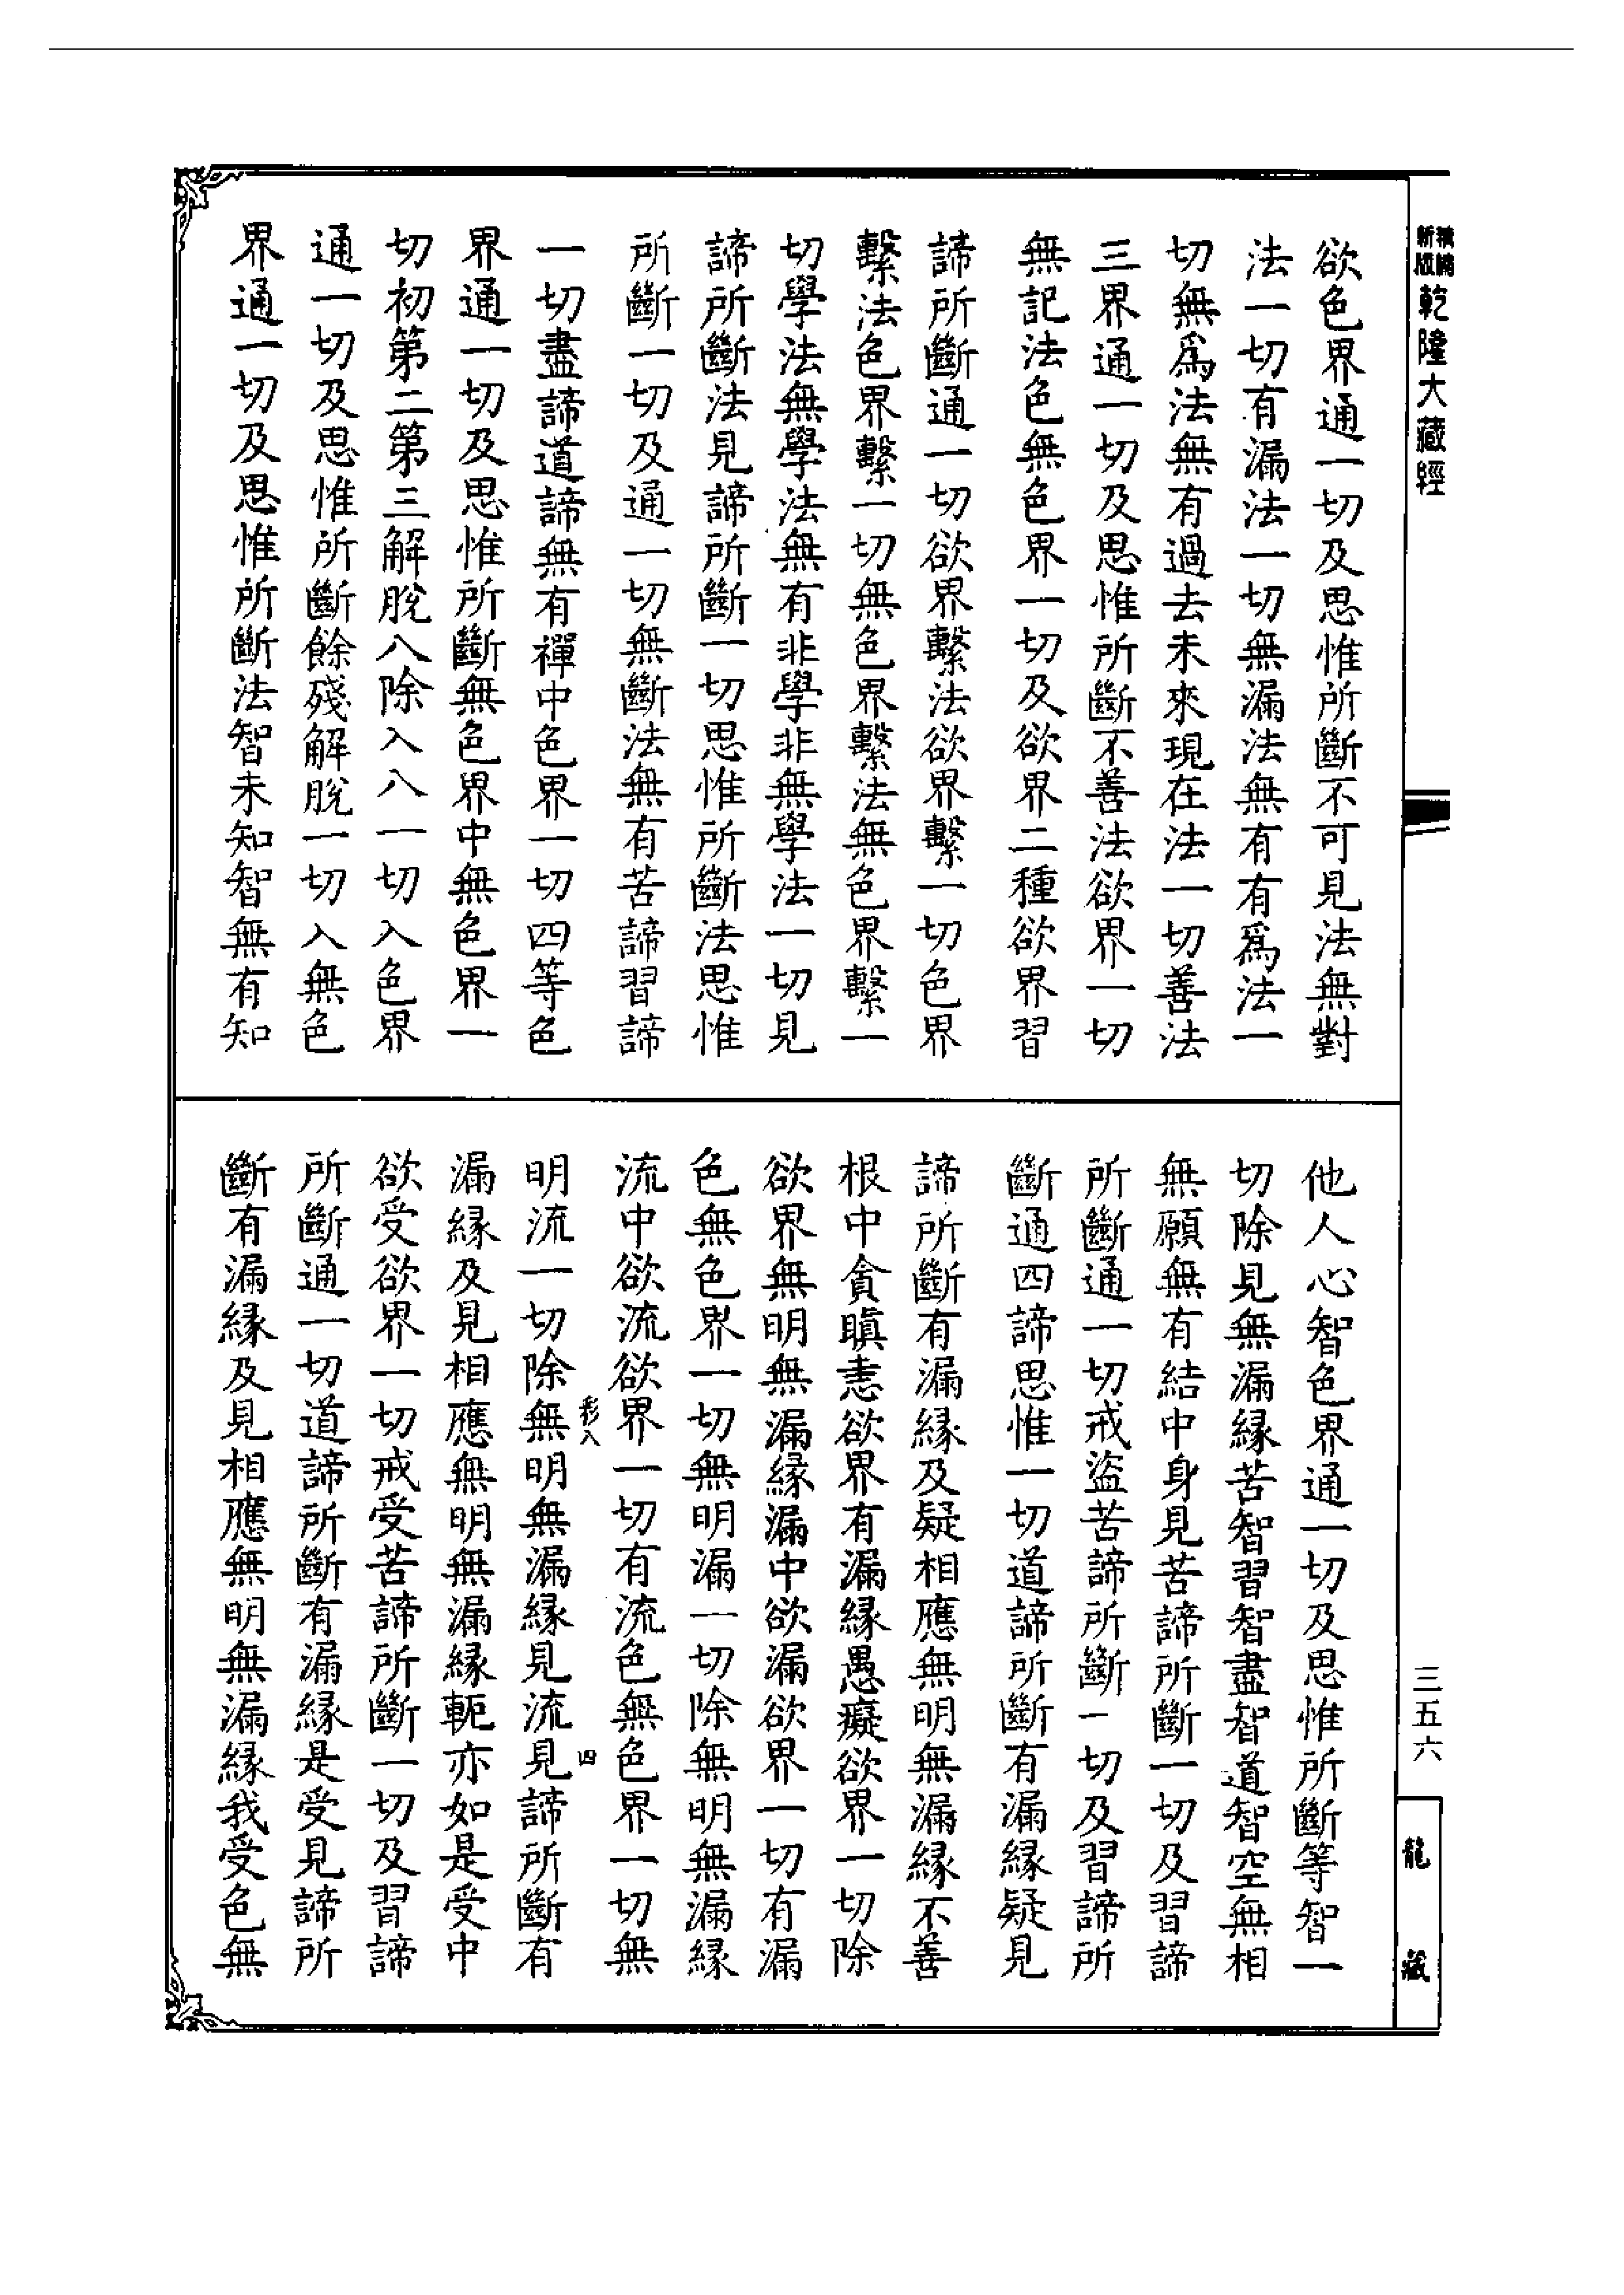 精補新版乾隆大藏經
欲色界通一切及思惟所斷不可見法無對
法一切有漏法一切無漏法無有有爲法一
切無爲法無有過去未來現在法一切善法
三界通一切及思惟所斷不善法欲界一切
無記法色無色界一切及欲界二種欲界習
諦所斷通一切欲界繫法欲界繫一切色界
繫法色界繫一切無色界繫法無色界繫一
切學法無學法無有非學非無學法一切見
諦所斷法見諦所斷一切思惟所斷法思惟
所斷一切及通一切無斷法無有苦諦習諦
一切盡諦道諦無有禪中色界一切四等色
界通一切及思惟所斷無色界中無色界一
切初第二第三解脫八除入八一切入色界
通一切及思惟所斷餘殘解脫一切入無色
界通一切及思惟所斷法智未知智無有知
他人心智色界通一切及思惟所斷等智一
切除見無漏緣苦智習智盡智道智空無相
無願無有結中身見苦諦所斷一切及習諦
所斷通一切戒盜苦諦所斷一切及習諦所
斷通四諦思惟一切道諦所斷有漏緣疑見
諦所斷有漏緣及疑相應無明無漏緣不善
根中貪瞋恚欲界有漏緣愚癡欲界一切除
欲界無明無漏緣漏中欲漏欲界一切有漏
色無色界一切無明漏一切除無明無漏緣
流中欲流欲界一切有流色無色界一切無
明流一切除無明無漏緣見流見諦所斷有
漏緣及見相應無明無漏緣軛亦如是受中
欲受欲界一切戒受苦諦所斷一切及習諦
所斷通一切道諦所斷有漏緣是受見諦所
斷有漏緣及見相應無明無漏緣我受色無
四
三五六
龍藏